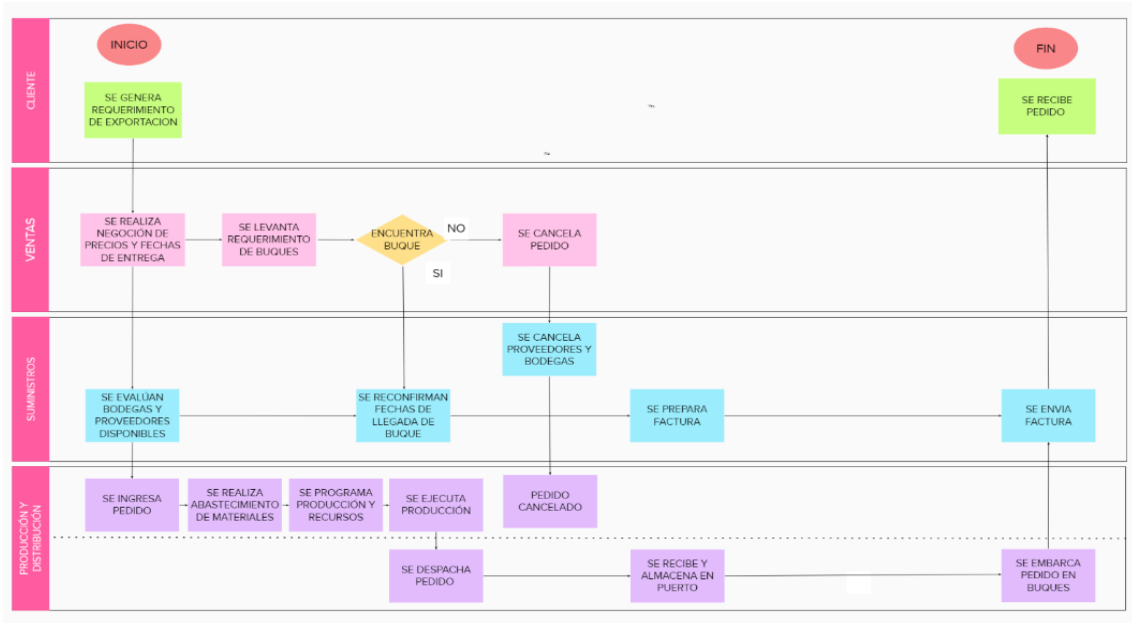 CLIENTE
INICIO
FIN
SE GENERA
REQUERIMIENTO
DE EXPORTACION
SE RECIBE
PEDIDO
VENTAS
SE REALIZA
NEGOCIÓN DE
PRECIOS Y FECHAS
DE ENTREGA
SE LEVANTA
REQUERIMIENTO
DE BUQUES
ENCUENTRA
BUQUE
NO
SI
SE CANCELA
PEDIDO
SUMINISTROS
SE CANCELA
PROVEEDORES Y
BODEGAS
SE EVALÚAN
BODEGAS Y
PROVEEDORES
DISPONIBLES
SE RECONFIRMAN
FECHAS DE
LLEGADA DE
BUQUE
SE PREPARA
FACTURA
SE ENVIA
FACTURA
PRODUCCIÓN Y
DISTRIBUCIÓN
SE INGRESA
PEDIDO
SE REALIZA
ABASTECIMIENTO
DE MATERIALES
SE PROGRAMA
PRODUCCIÓN Y
RECURSOS
SE EJECUTA
PRODUCCIÓN
PEDIDO
CANCELADO
SE DESPACHA
PEDIDO
SE RECIBE Y
ALMACENA EN
PUERTO
SE EMBARCA
PEDIDO EN
BUQUES